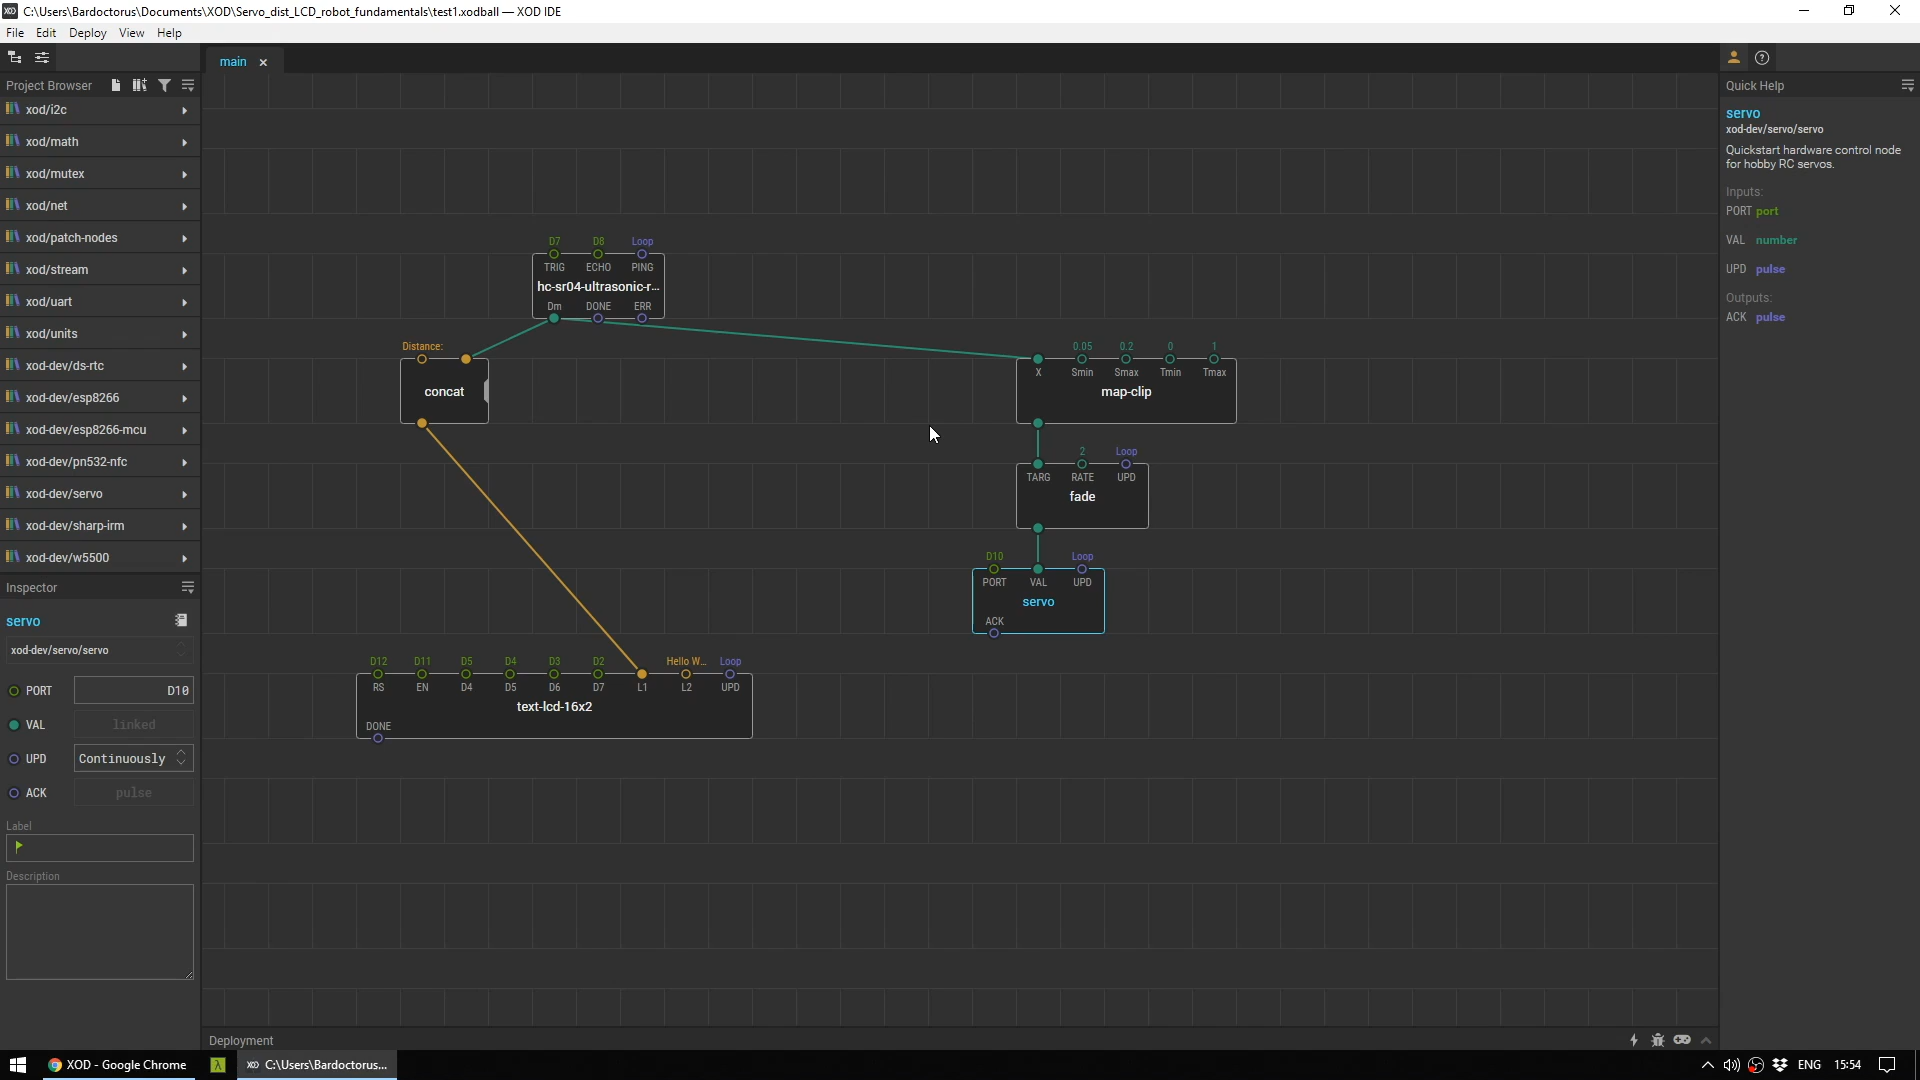 C:\Users\Bardoctorus\Documents\XOD\Servo_dist_LCD_robot_fundamentals\test1.xodball — XOD IDE
File Edit Deploy View Help
Project Browser
xod/i2c
xod/math
xod/mutex
xod/net
xod/patch-nodes
xod/stream
xod/uart
xod/units
xod-dev/ds-rtc
xod-dev/esp8266
xod-dev/esp8266-mcu
xod-dev/pn532-nfc
xod-dev/servo
xod-dev/sharp-irm
xod-dev/w5500
Inspector
servo
xod-dev/servo/servo
PORT D10
VAL linked
UPD Continuously
ACK pulse
Label
Description
main ×
D7 D8 Loop
TRIG ECHO PING
hc-sr04-ultrasonic-r...
Dm DONE ERR
Distance:
concat
0.05 0.2 0 1
X Smin Smax Tmin Tmax
map-clip
2 Loop
TARG RATE UPD
fade
D10 Loop
PORT VAL UPD
servo
ACK
D12 D11 D5 D4 D3 D2 Hello W... Loop
RS EN D4 D5 D6 D7 L1 L2 UPD
text-lcd-16x2
DONE
Deployment
Quick Help
servo
xod-dev/servo/servo
Quickstart hardware control node
for hobby RC servos.
Inputs:
PORT port
VAL number
UPD pulse
Outputs:
ACK pulse
XOD - Google Chrome
C:\Users\Bardoctorus...
ENG 15:54